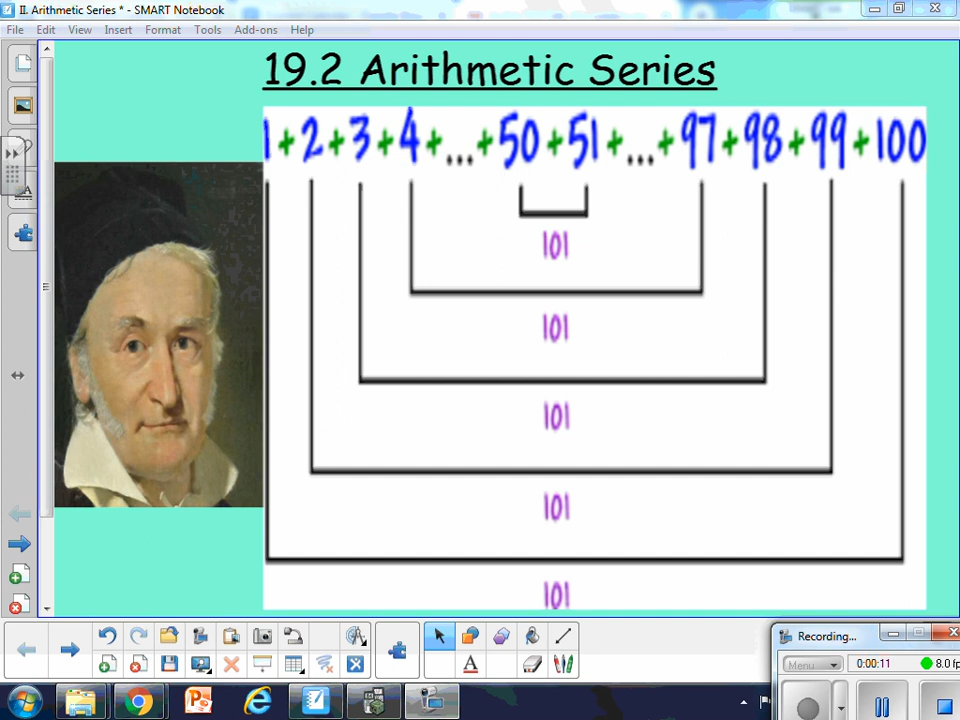 II. Arithmetic Series * - SMART Notebook
File Edit View Insert Format Tools Add-ons Help
19.2 Arithmetic Series
1 + 2 + 3 + 4 + ... + 50 + 51 + ... + 97 + 98 + 99 + 100
101
101
101
101
101
A
Recording...
Menu
0:00:11
8.0 fp